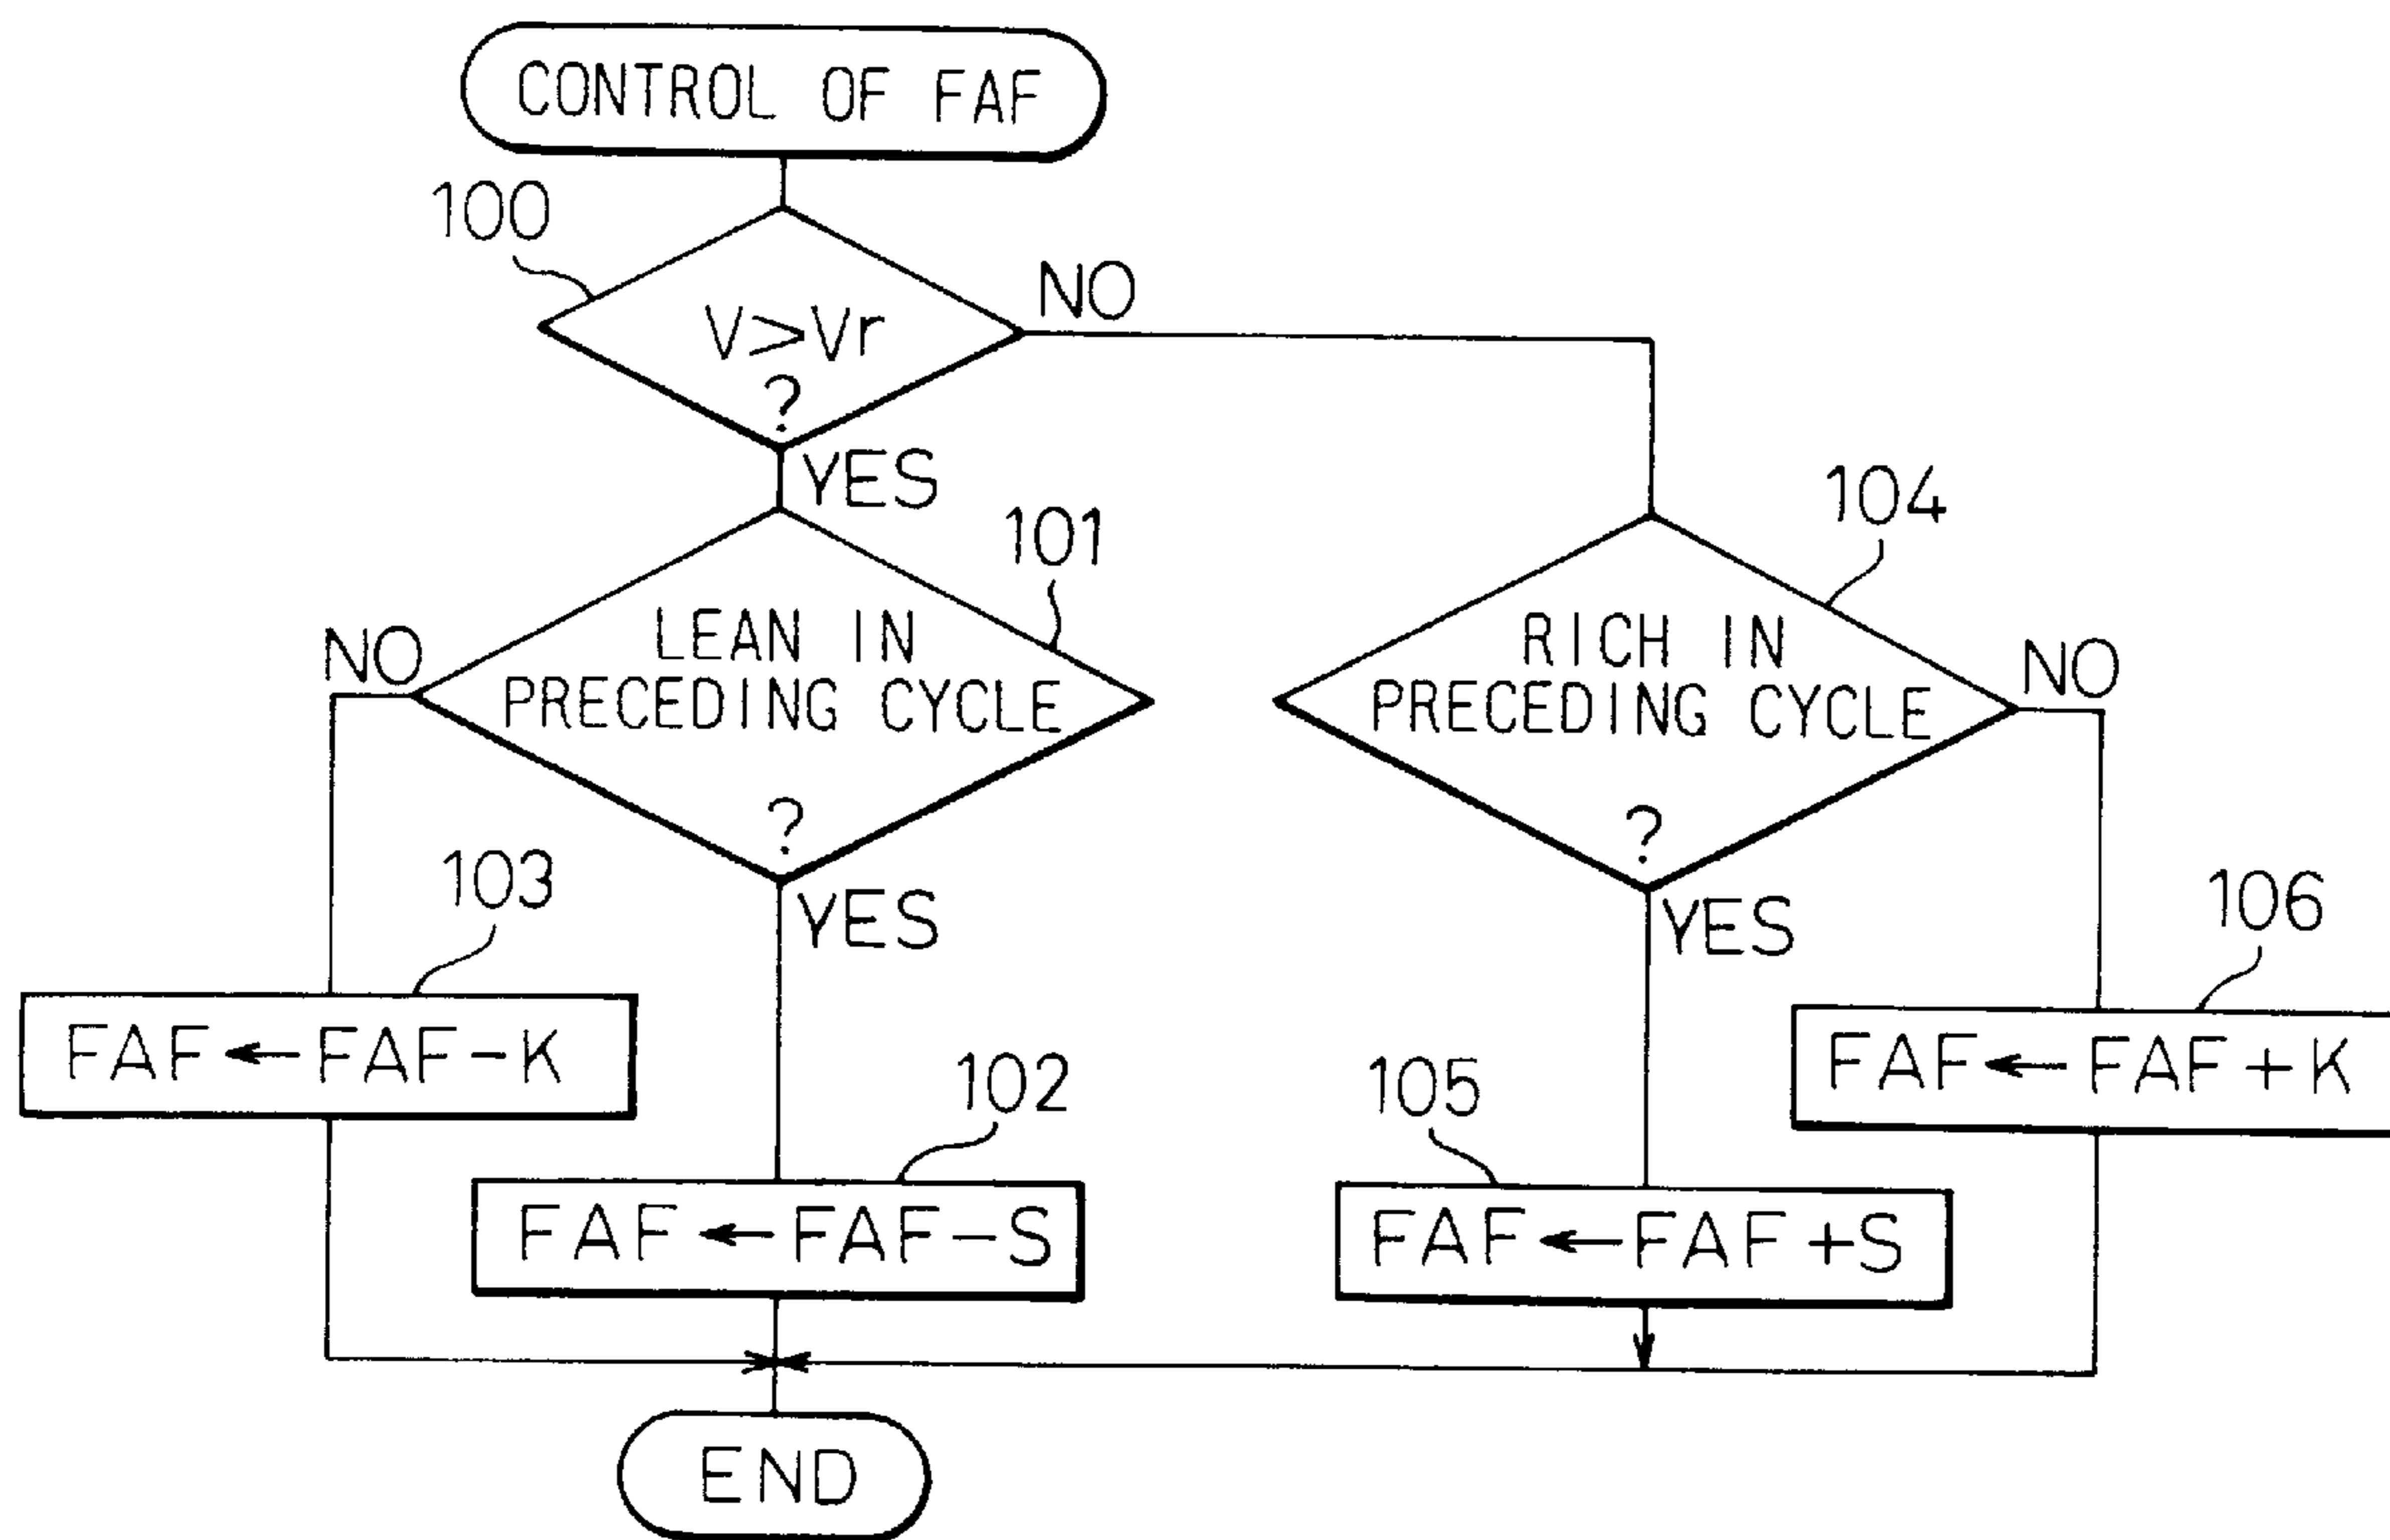 CONTROL OF FAF
100
V>Vr
?
NO
YES
101
LEAN IN
PRECEDING CYCLE
?
NO
YES
104
RICH IN
PRECEDING CYCLE
?
NO
YES
103
FAF←FAF-K
102
FAF←FAF-S
105
FAF←FAF+S
106
FAF←FAF+K
END